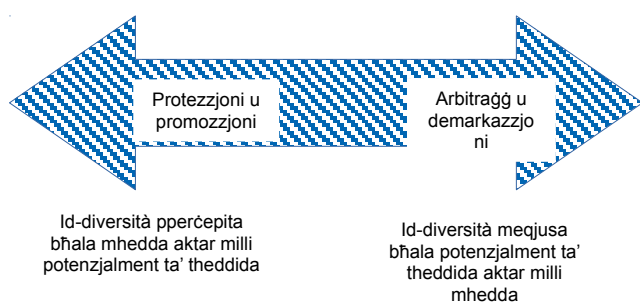 Protezzjoni u
promozzjoni
Arbitraġġ u
demarkazzjo
ni
Id-diversità pperċepita
bħala mhedda aktar milli
potenzjalment ta’ theddida
Id-diversità meqjusa
bħala potenzjalment ta’
theddida aktar milli
mhedda